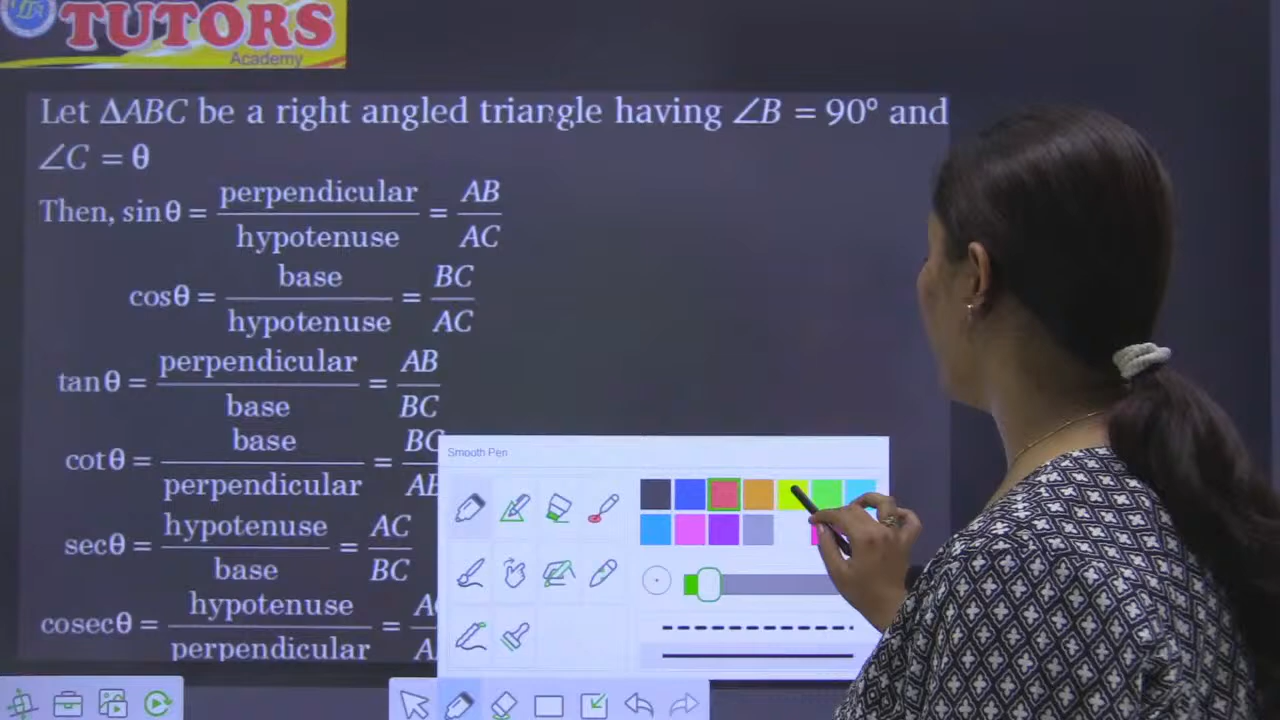 TUTORS
Academy
Let ΔABC be a right angled triangle having ∠B = 90° and
∠C = θ
Then, sinθ = perpendicular/hypotenuse = AB/AC
cosθ = base/hypotenuse = BC/AC
tanθ = perpendicular/base = AB/BC
cotθ = base/perpendicular = BC
secθ = hypotenuse/base = AC/BC
cosecθ = hypotenuse/perpendicular = A
Smooth Pen